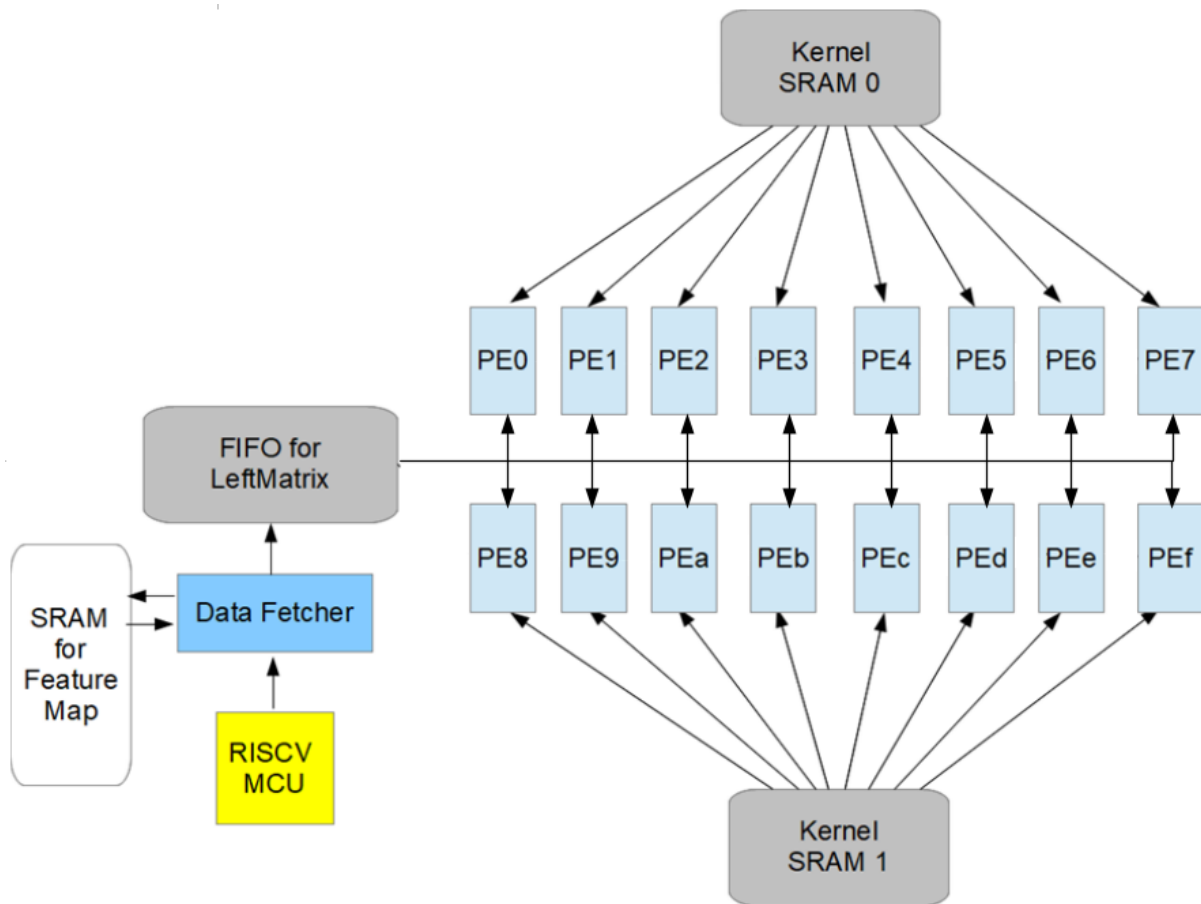 Kernel
SRAM 0
PE0 PE1 PE2 PE3 PE4 PE5 PE6 PE7
FIFO for
LeftMatrix
PE8 PE9 PEa PEb PEc PEd PEe PEf
SRAM
for
Feature
Map
Data Fetcher
RISCV
MCU
Kernel
SRAM 1